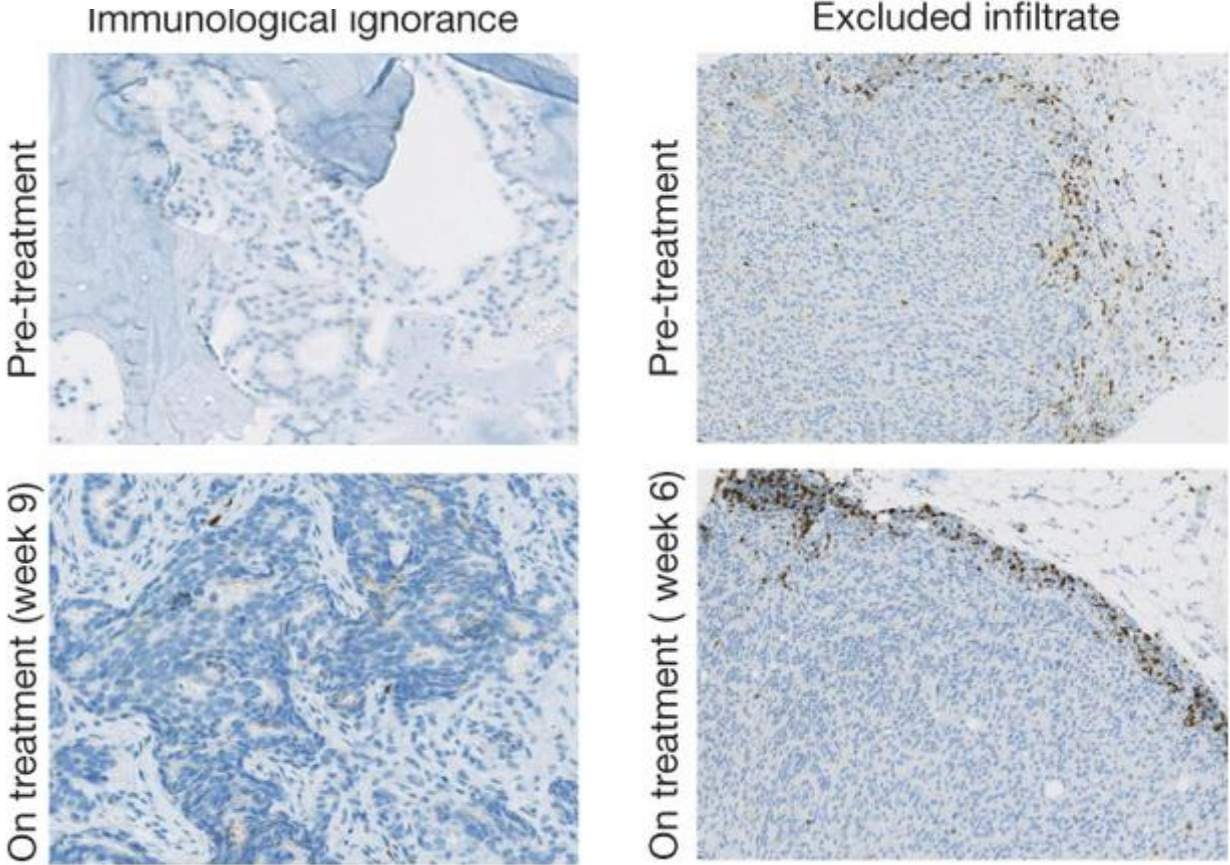 Immunological ignorance
Excluded infiltrate
Pre-treatment
Pre-treatment
On treatment (week 9)
On treatment ( week 6)